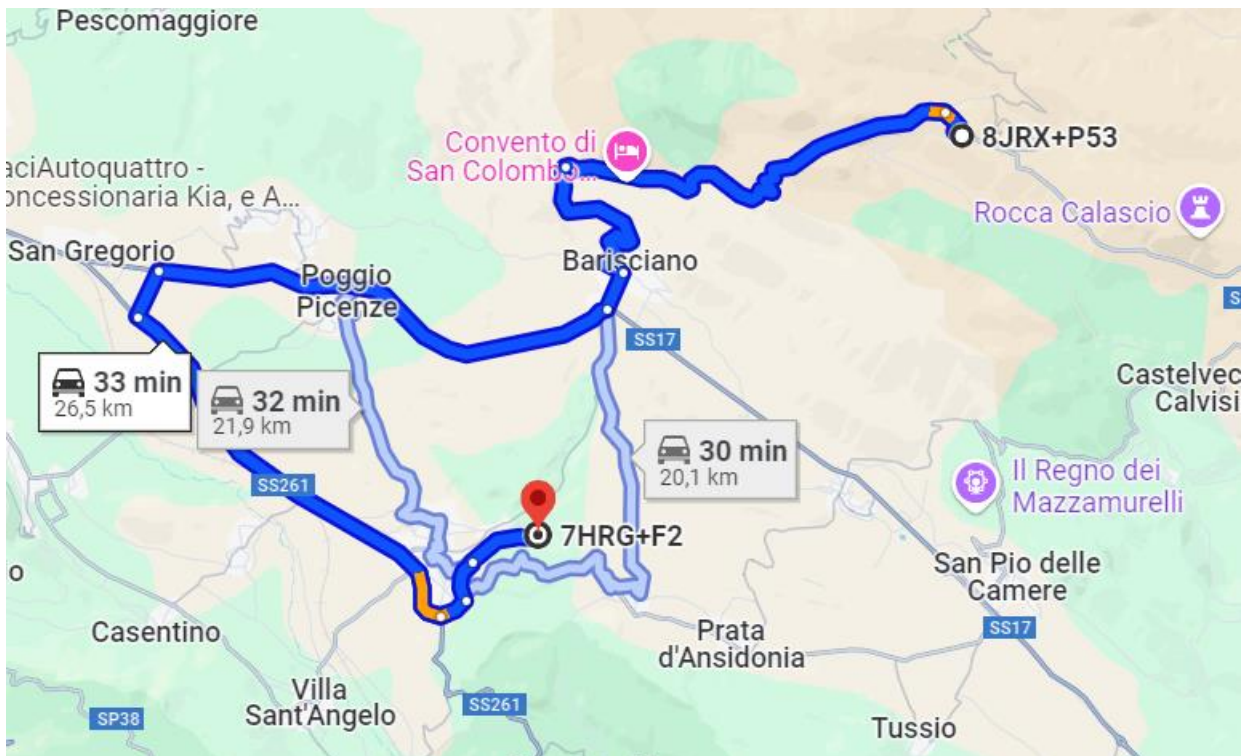 Pescomaggiore
Convento di
San Colombo...
8JRX+P53
aciAutoquattro -
oncessionaria Kia, e A...
Rocca Calascio
San Gregorio
Poggio
Picenze
Barisciano
S
SS17
33 min
26,5 km
32 min
21,9 km
Castelvec
Calvisi
30 min
20,1 km
SS261
Il Regno dei
Mazzamurelli
7HRG+F2
San Pio delle
Camere
o
Casentino
Prata
d'Ansidonia
SS17
Villa
Sant'Angelo
SS261
SP38
Tussio